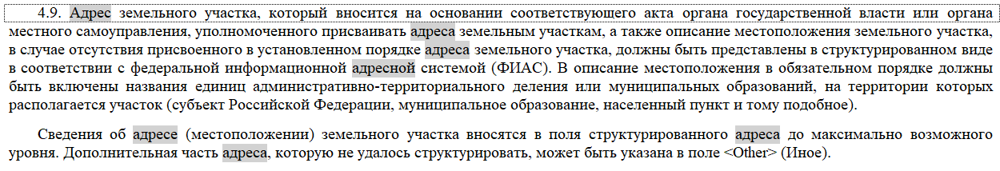 4.9. Адрес земельного участка, который вносится на основании соответствующего акта органа государственной власти или органа
местного самоуправления, уполномоченного присваивать адреса земельным участкам, а также описание местоположения земельного участка,
в случае отсутствия присвоенного в установленном порядке адреса земельного участка, должны быть представлены в структурированном виде
в соответствии с федеральной информационной адресной системой (ФИАС). В описание местоположения в обязательном порядке должны
быть включены названия единиц административно-территориального деления или муниципальных образований, на территории которых
располагается участок (субъект Российской Федерации, муниципальное образование, населенный пункт и тому подобное).
Сведения об адресе (местоположении) земельного участка вносятся в поля структурированного адреса до максимально возможного
уровня. Дополнительная часть адреса, которую не удалось структурировать, может быть указана в поле <Other> (Иное).